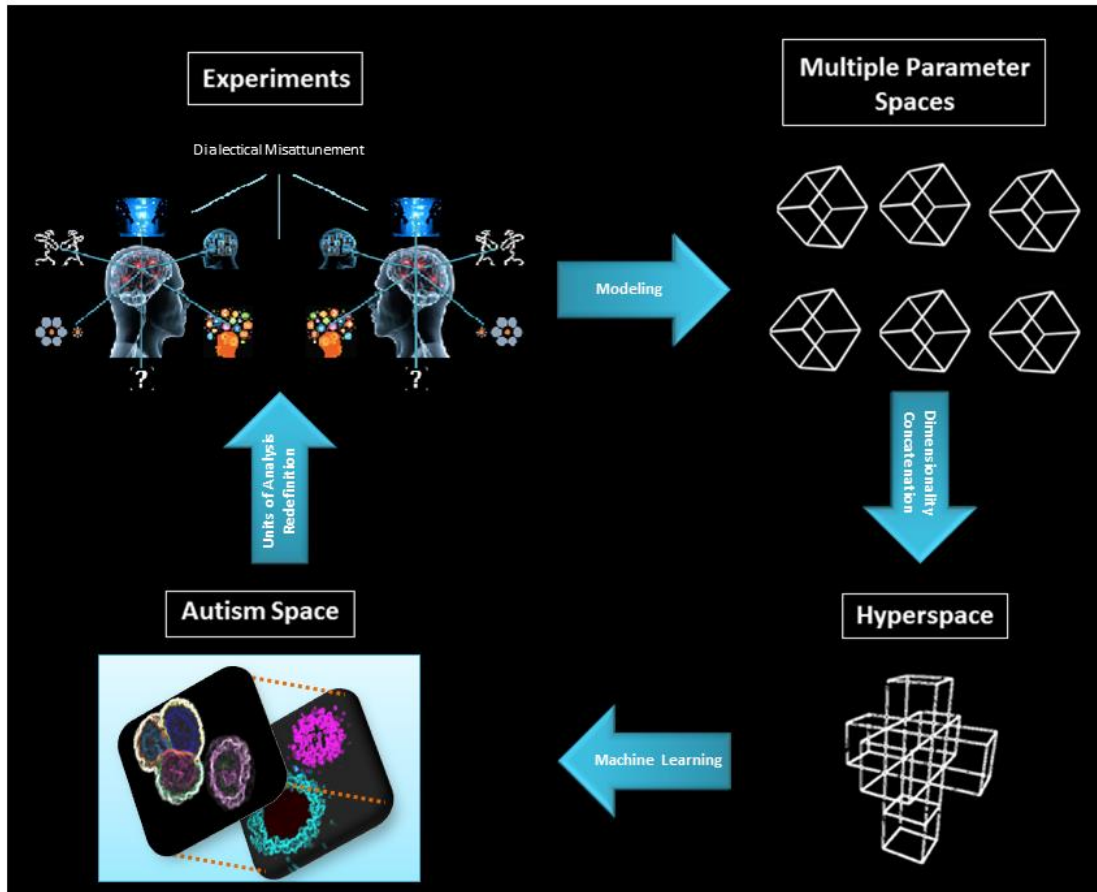 Experiments
Dialectical Misattunement
?
?
Modeling
Multiple Parameter
Spaces
Dimensionality
Concatenation
Hyperspace
Machine Learning
Autism Space
Units of Analysis
Redefinition